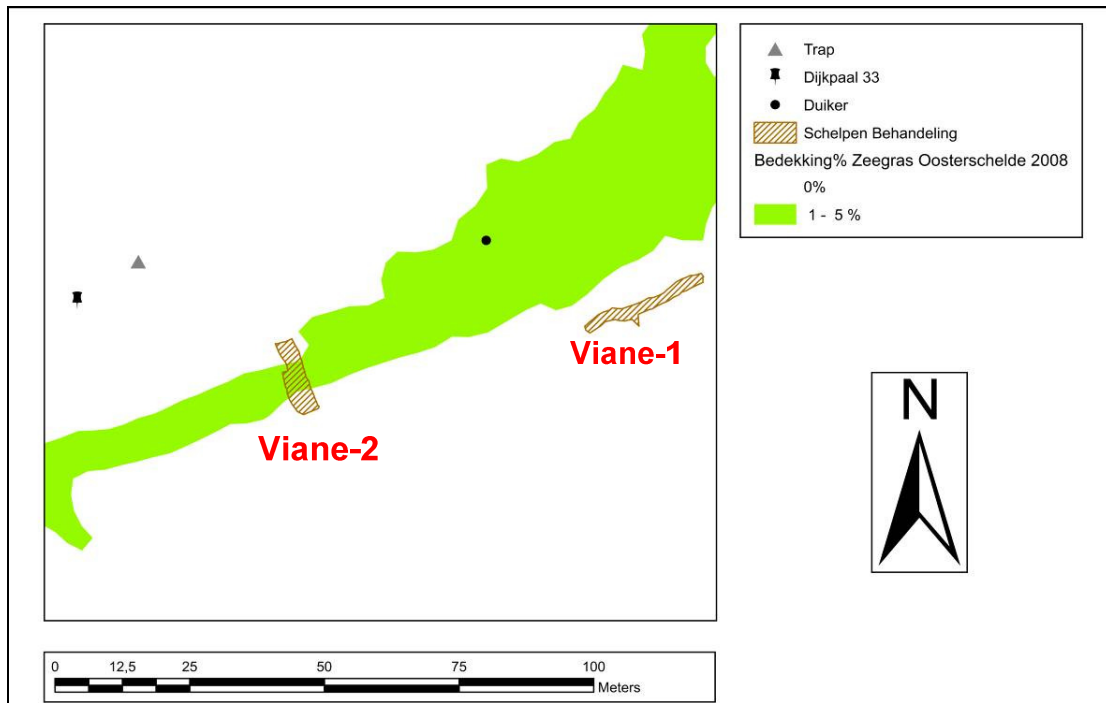 Trap
Dijkpaal 33
Duiker
Schelpen Behandeling
Bedekking% Zeegras Oosterschelde 2008
0%
1 - 5 %
Viane-1
Viane-2
N
0 12,5 25 50 75 100
Meters